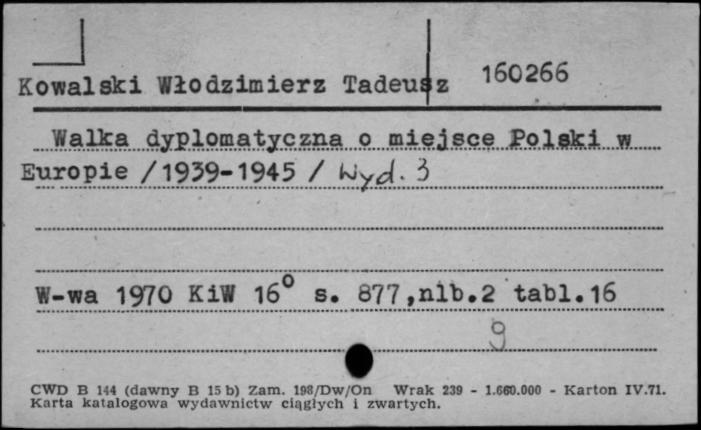 Kowalski Włodzimierz Tadeusz 160266
Walka dyplomatyczna o miejsce Polski w
Europie /1939-1945 / Wyd. 3
W-wa 1970 KiW 16° s. 877,nlb.2 tabl.16
9
CWD B 144 (dawny B 15 b) Zam. 198/Dw/On Wrak 239 - 1.660.000 - Karton IV.71.
Karta katalogowa wydawnictw ciągłych i zwartych.